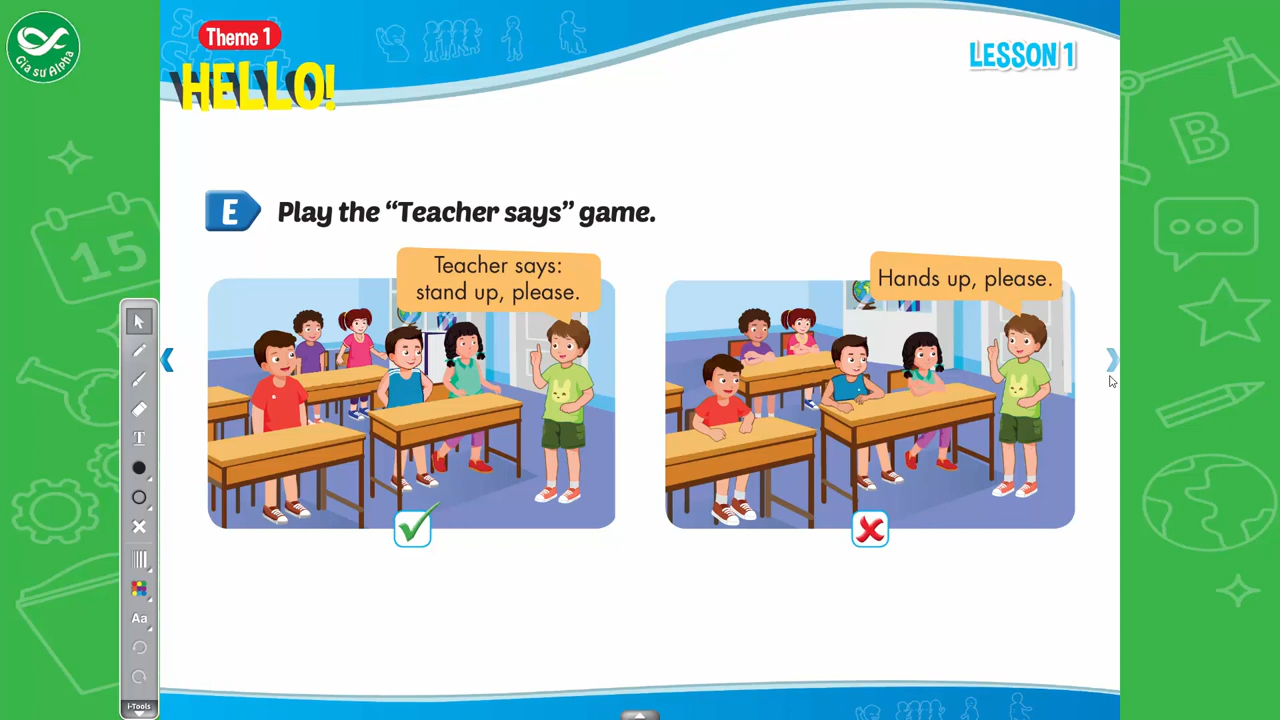 Gia sư Alpha
Theme 1
HELLO!
LESSON 1
E
Play the “Teacher says” game.
Teacher says:
stand up, please.
Hands up, please.
15
B
T
Aa
i-Tools